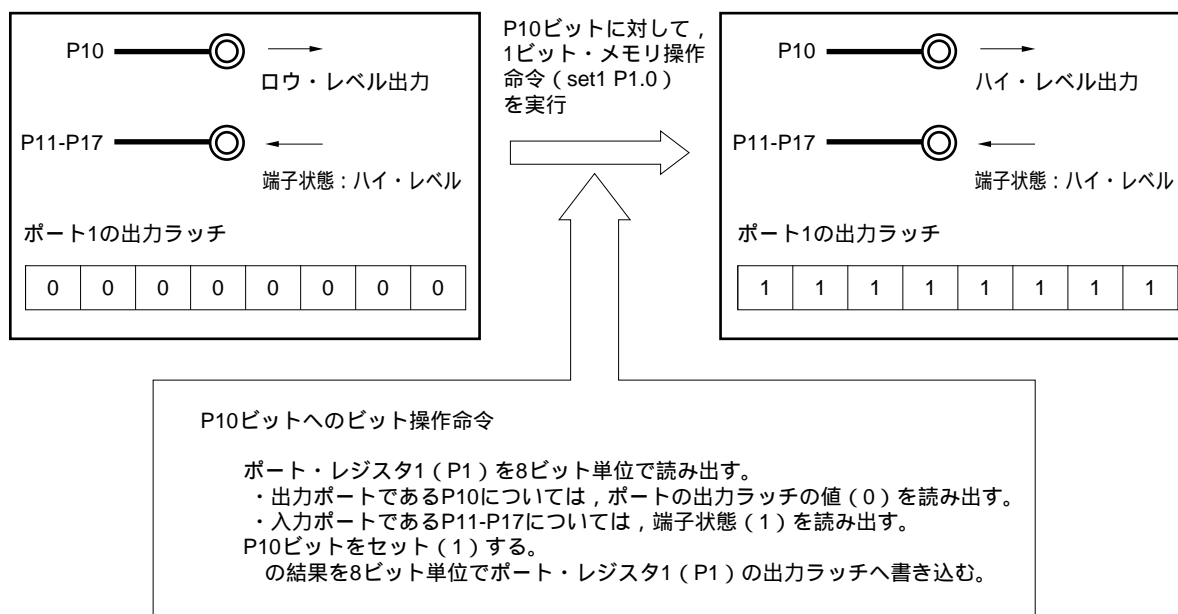 P10
ロウ・レベル出力
P11-P17
端子状態：ハイ・レベル
ポート1の出力ラッチ
0 0 0 0 0 0 0 0
P10ビットに対して，
1ビット・メモリ操作
命令（set1 P1.0）
を実行
P10
ハイ・レベル出力
P11-P17
端子状態：ハイ・レベル
ポート1の出力ラッチ
1 1 1 1 1 1 1 1
P10ビットへのビット操作命令
ポート・レジスタ1（P1）を8ビット単位で読み出す。
・出力ポートであるP10については，ポートの出力ラッチの値（0）を読み出す。
・入力ポートであるP11-P17については，端子状態（1）を読み出す。
P10ビットをセット（1）する。
の結果を8ビット単位でポート・レジスタ1（P1）の出力ラッチへ書き込む。